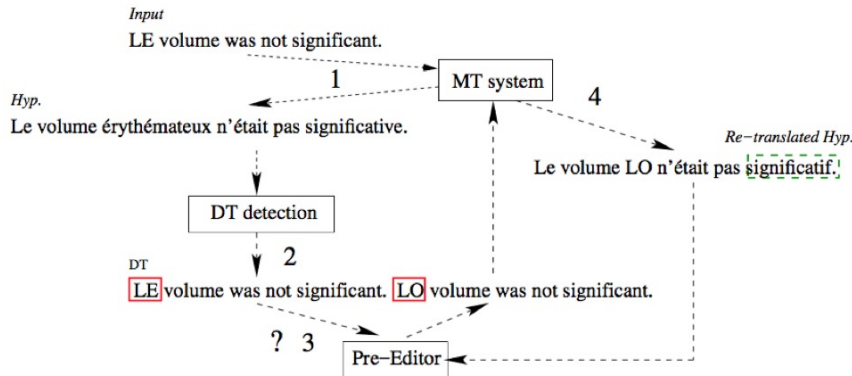 Input
LE volume was not significant.
MT system
1
4
Hyp.
Le volume érythémateux n'était pas significative.
Re-translated Hyp.
Le volume LO n'était pas significatif.
DT detection
2
DT
LE volume was not significant. LO volume was not significant.
? 3
Pre-Editor